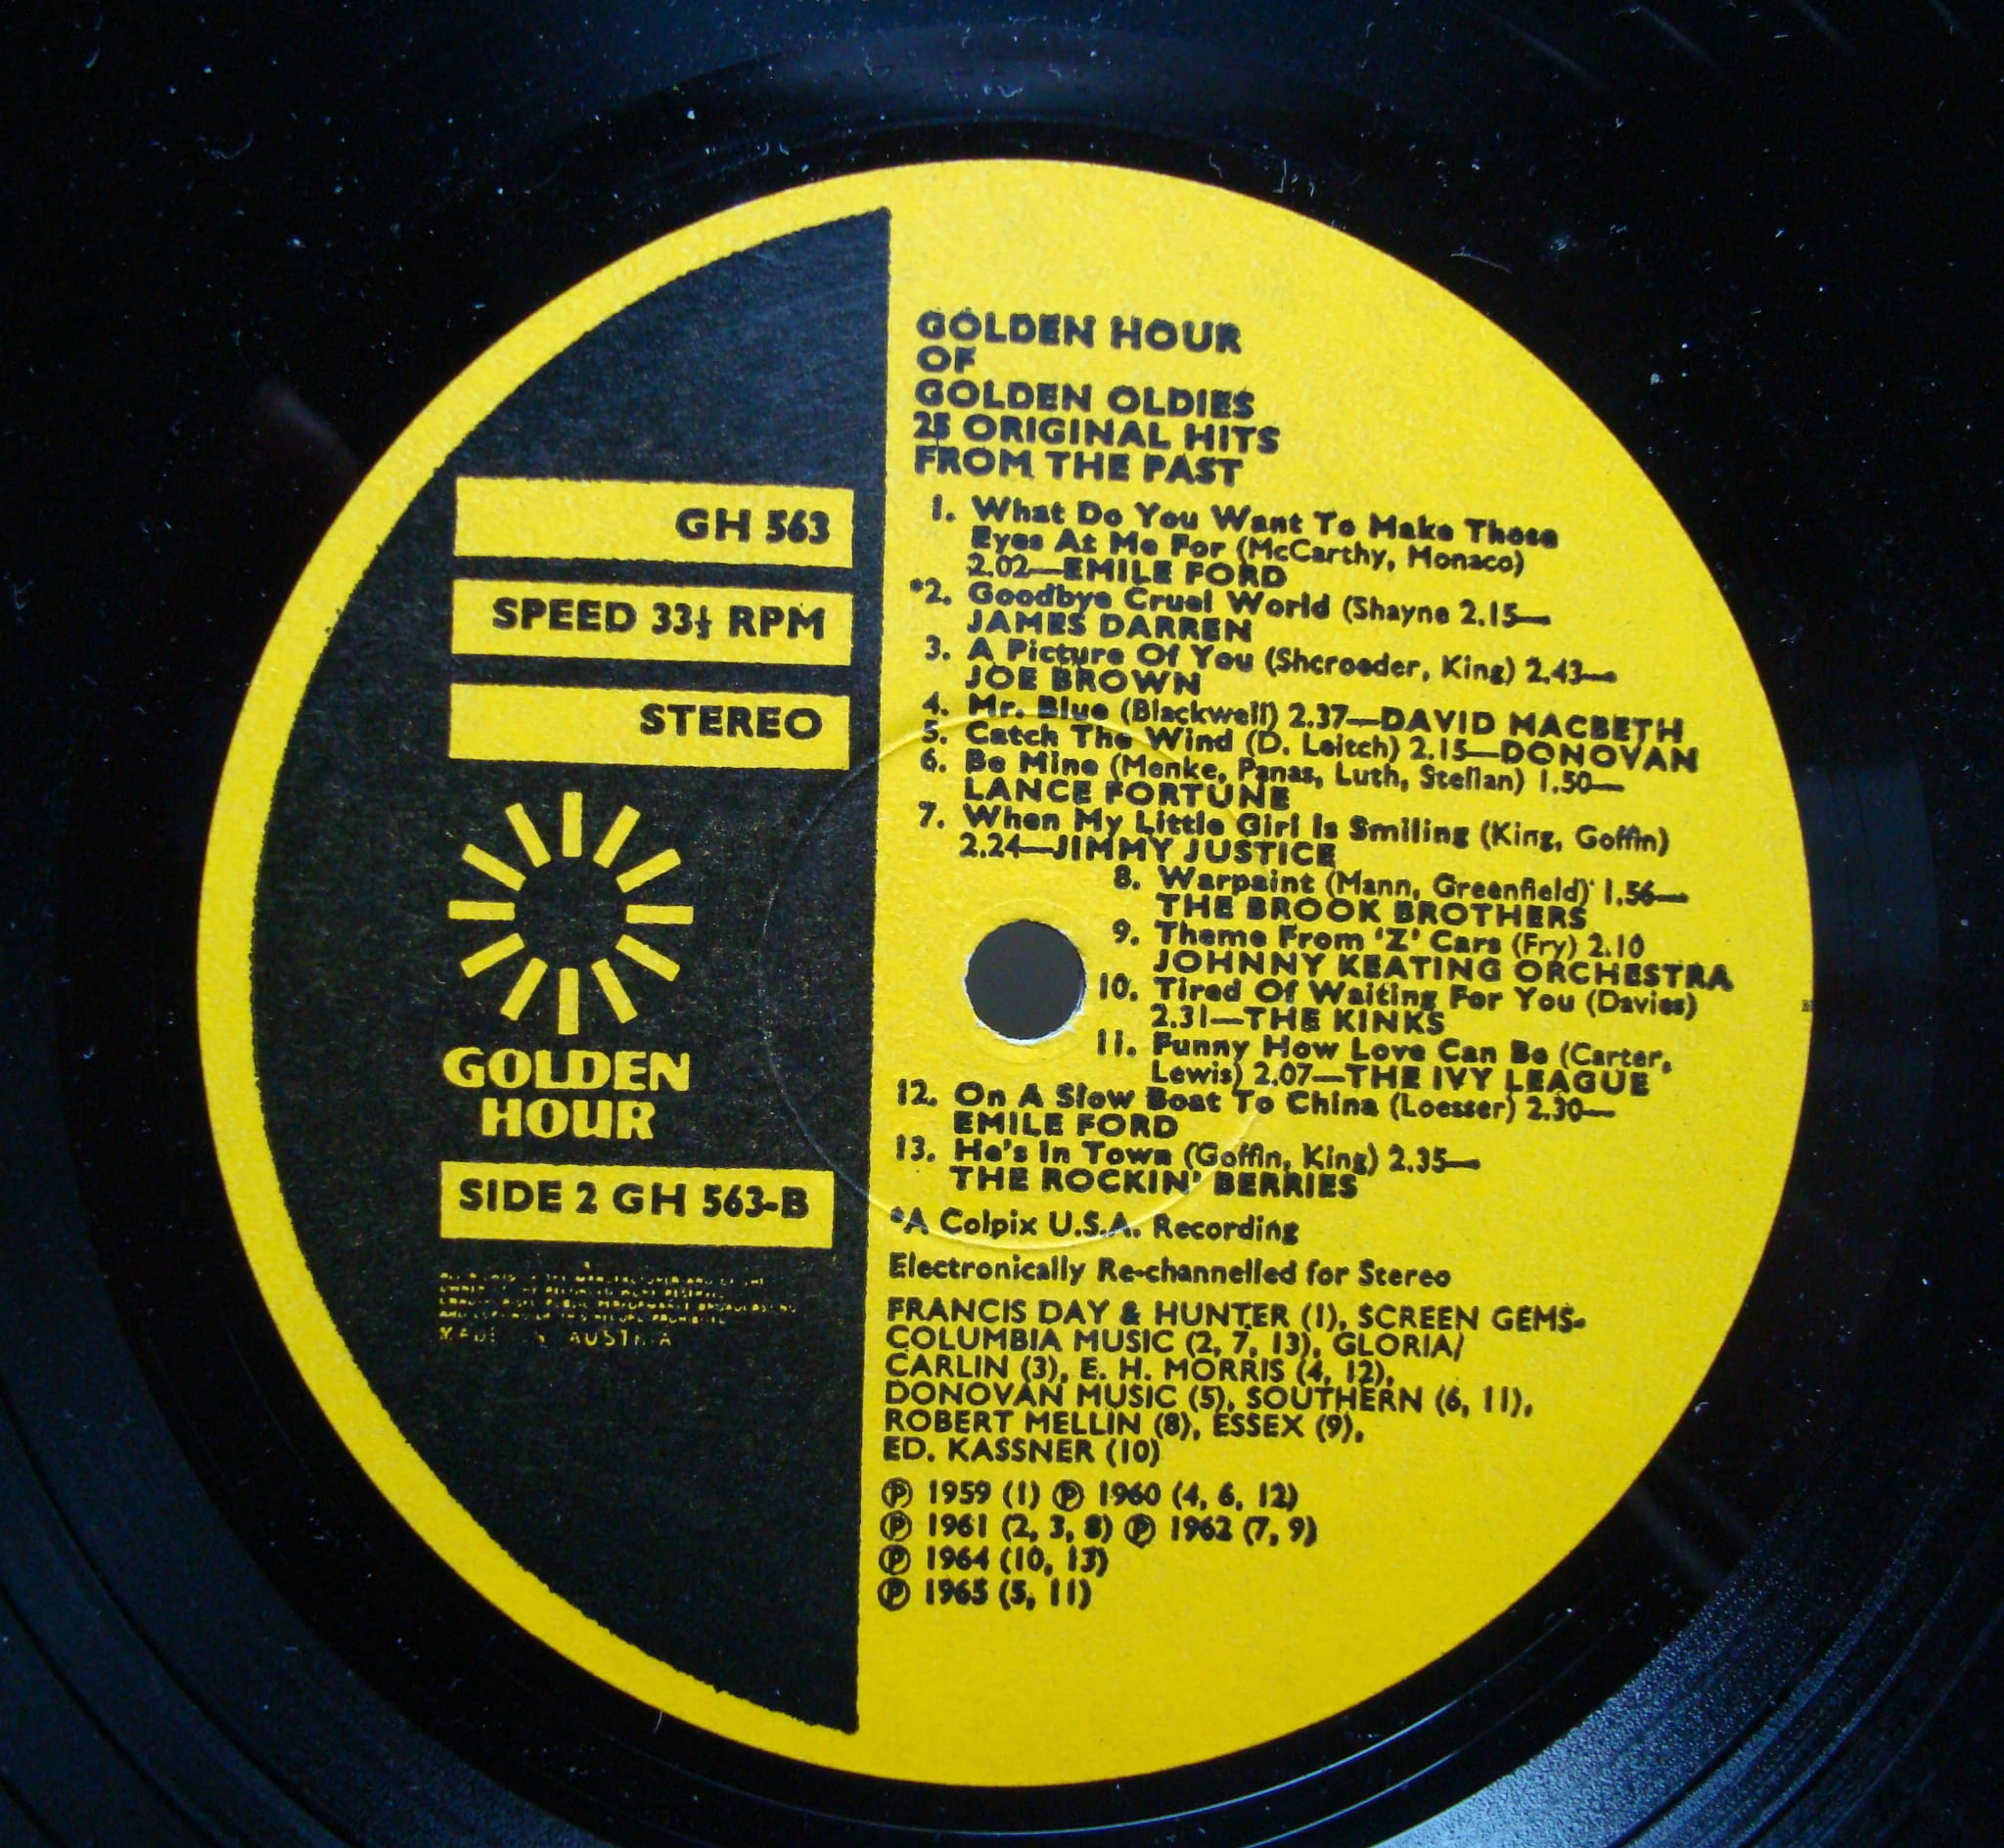 GH 563
SPEED 33⅓ RPM
STEREO
GOLDEN
HOUR
SIDE 2 GH 563-B
MADE IN AUSTRIA
GOLDEN HOUR
OF
GOLDEN OLDIES
25 ORIGINAL HITS
FROM THE PAST
1. What Do You Want To Make Those
Eyes At Me For (McCarthy, Monaco)
2.02—EMILE FORD
*2. Goodbye Cruel World (Shayne 2.15—
JAMES DARREN
3. A Picture Of You (Shcroeder, King) 2.43—
JOE BROWN
4. Mr. Blue (Blackwell) 2.37—DAVID MACBETH
5. Catch The Wind (D. Leitch) 2.15—DONOVAN
6. Be Mine (Menke, Panas, Luth, Stellan) 1.50—
LANCE FORTUNE
7. When My Little Girl Is Smiling (King, Goffin)
2.24—JIMMY JUSTICE
8. Warpaint (Mann, Greenfield) 1.56—
THE BROOK BROTHERS
9. Theme From 'Z' Cars (Fry) 2.10
JOHNNY KEATING ORCHESTRA
10. Tired Of Waiting For You (Davies)
2.31—THE KINKS
11. Funny How Love Can Be (Carter,
Lewis) 2.07—THE IVY LEAGUE
12. On A Slow Boat To China (Loesser) 2.30—
EMILE FORD
13. He's In Town (Goffin, King) 2.35—
THE ROCKIN' BERRIES
*A Colpix U.S.A. Recording
Electronically Re-channelled for Stereo
FRANCIS DAY & HUNTER (1), SCREEN GEMS-
COLUMBIA MUSIC (2, 7, 13), GLORIA/
CARLIN (3), E. H. MORRIS (4, 12),
DONOVAN MUSIC (5), SOUTHERN (6, 11),
ROBERT MELLIN (8), ESSEX (9),
ED. KASSNER (10)
℗ 1959 (1) ℗ 1960 (4, 6, 12)
℗ 1961 (2, 3, 8) ℗ 1962 (7, 9)
℗ 1964 (10, 13)
℗ 1965 (5, 11)